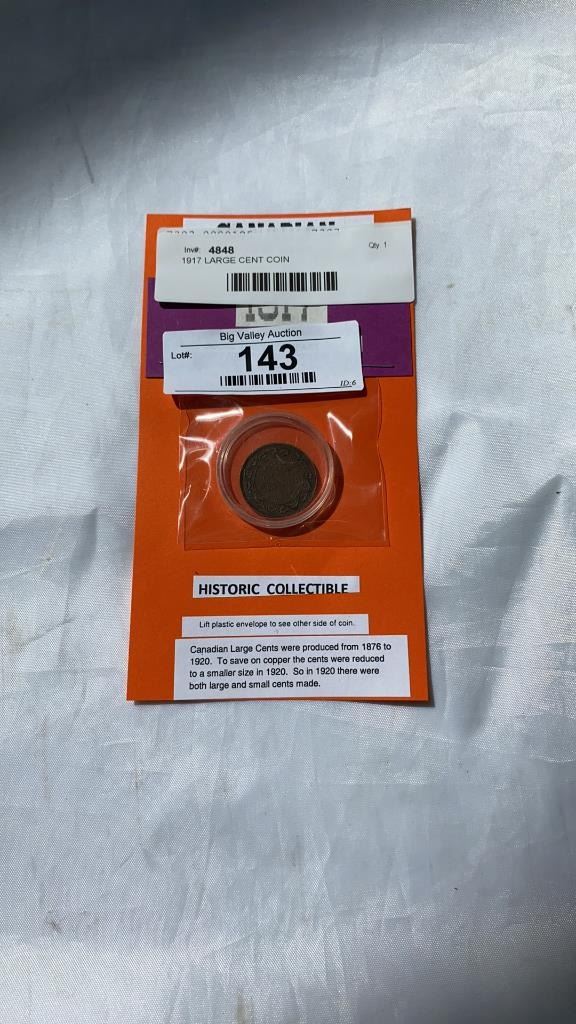 CANADIAN
Inv#: 4848 Qty. 1
1917 LARGE CENT COIN
1917
Big Valley Auction
Lot#: 143
ID:6
HISTORIC COLLECTIBLE
Lift plastic envelope to see other side of coin.
Canadian Large Cents were produced from 1876 to
1920. To save on copper the cents were reduced
to a smaller size in 1920. So in 1920 there were
both large and small cents made.